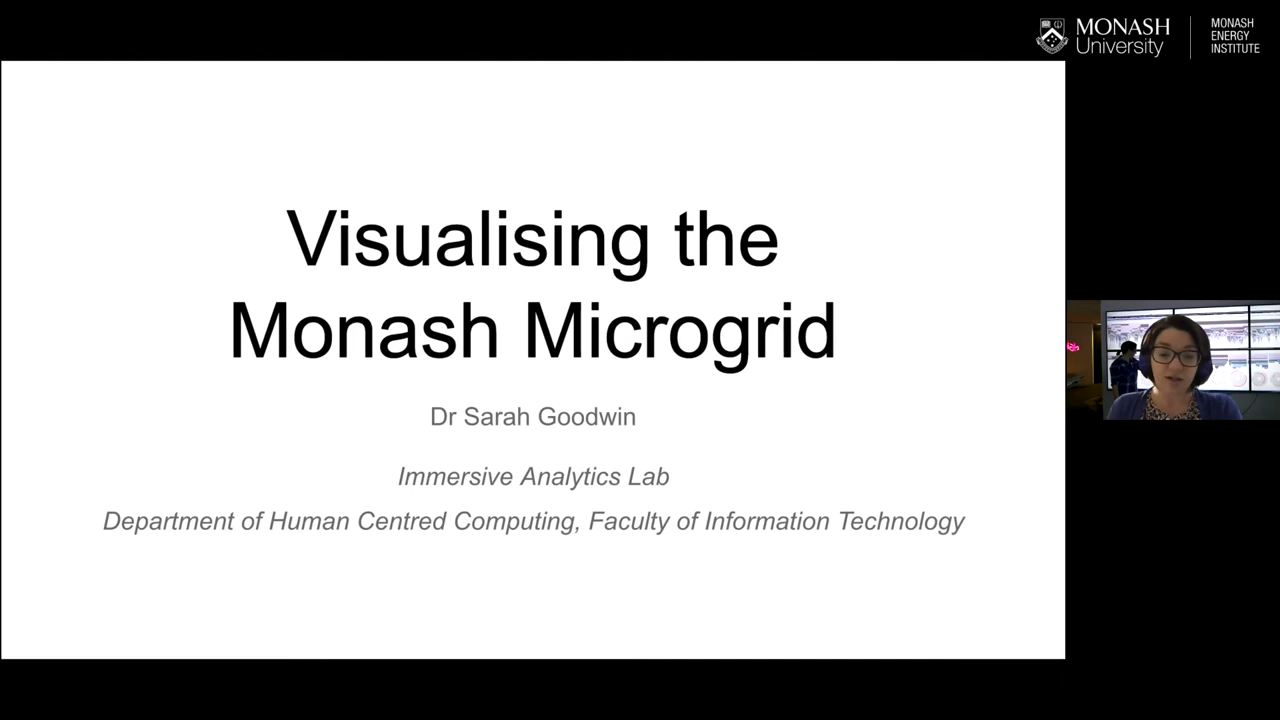 MONASH
University
MONASH
ENERGY
INSTITUTE
Visualising the
Monash Microgrid
Dr Sarah Goodwin
Immersive Analytics Lab
Department of Human Centred Computing, Faculty of Information Technology